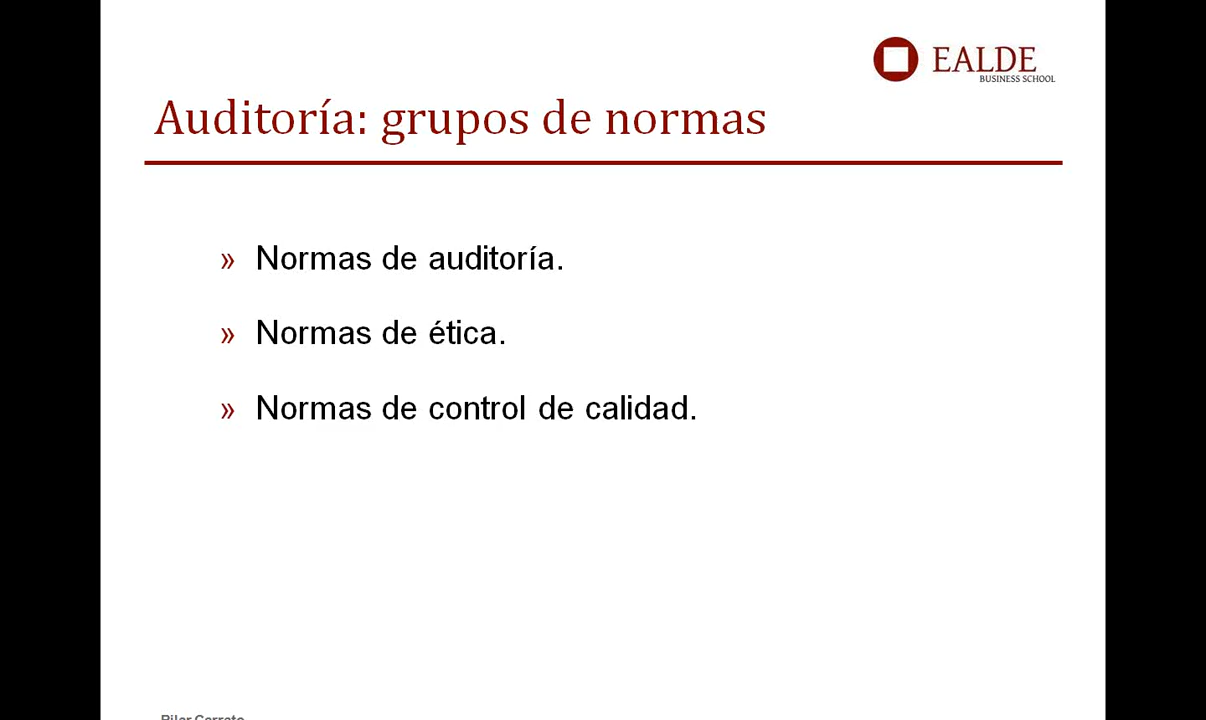 EALDE
BUSINESS SCHOOL
Auditoría: grupos de normas
» Normas de auditoría.
» Normas de ética.
» Normas de control de calidad.